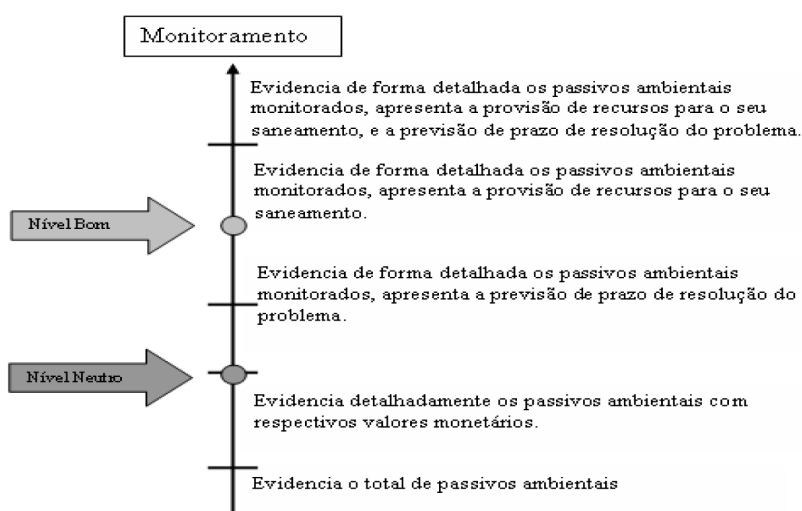 Monitoramento
Evidencia de forma detalhada os passivos ambientais
monitorados, apresenta a provisão de recursos para o seu
saneamento, e a previsão de prazo de resolução do problema.
Evidencia de forma detalhada os passivos ambientais
monitorados, apresenta a provisão de recursos para o seu
saneamento.
Nível Bom
Evidencia de forma detalhada os passivos ambientais
monitorados, apresenta a previsão de prazo de resolução do
problema.
Nível Neutro
Evidencia detalhadamente os passivos ambientais com
respectivos valores monetários.
Evidencia o total de passivos ambientais